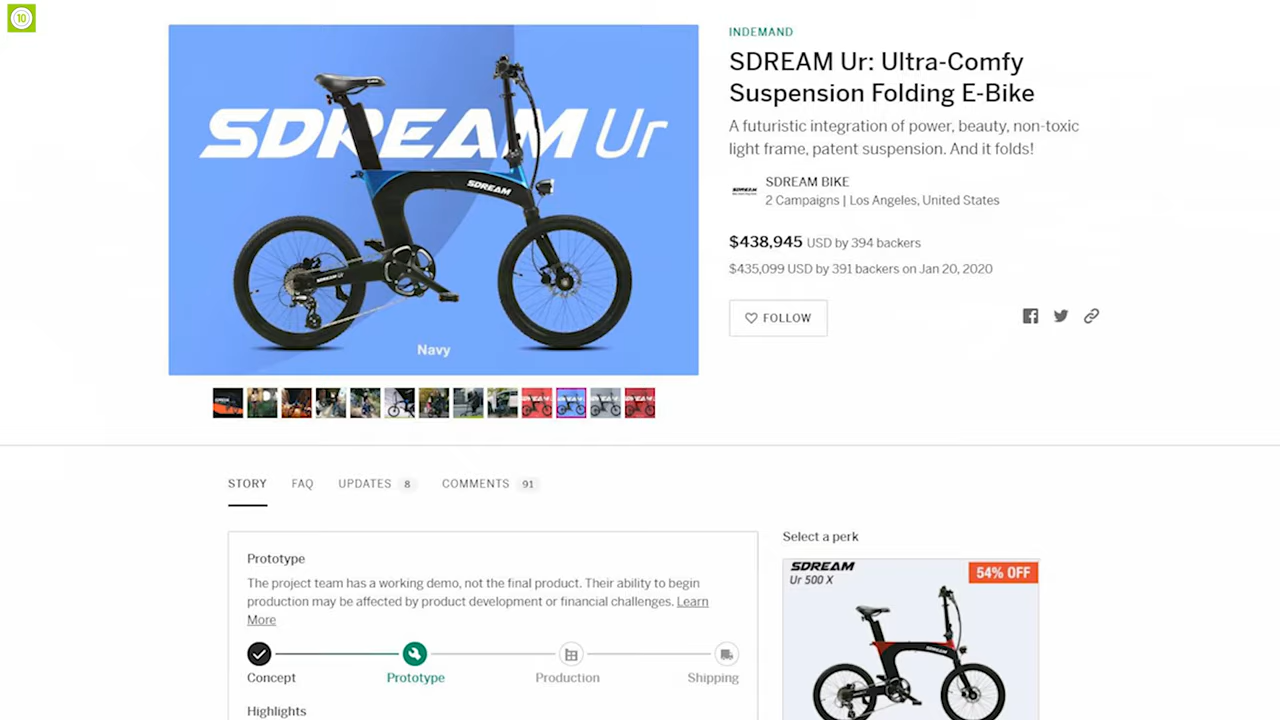 10
INDEMAND
SDREAM Ur: Ultra-Comfy
Suspension Folding E-Bike
A futuristic integration of power, beauty, non-toxic
light frame, patent suspension. And it folds!
SDREAM BIKE
2 Campaigns | Los Angeles, United States
$438,945 USD by 394 backers
$435,099 USD by 391 backers on Jan 20, 2020
FOLLOW
SDREAM Ur
SDREAM
SDREAM UR
Navy
STORY FAQ UPDATES 8 COMMENTS 91
Prototype
The project team has a working demo, not the final product. Their ability to begin
production may be affected by product development or financial challenges. Learn
More
Concept Prototype Production Shipping
Highlights
Select a perk
SDREAM
Ur 500 X
54% OFF